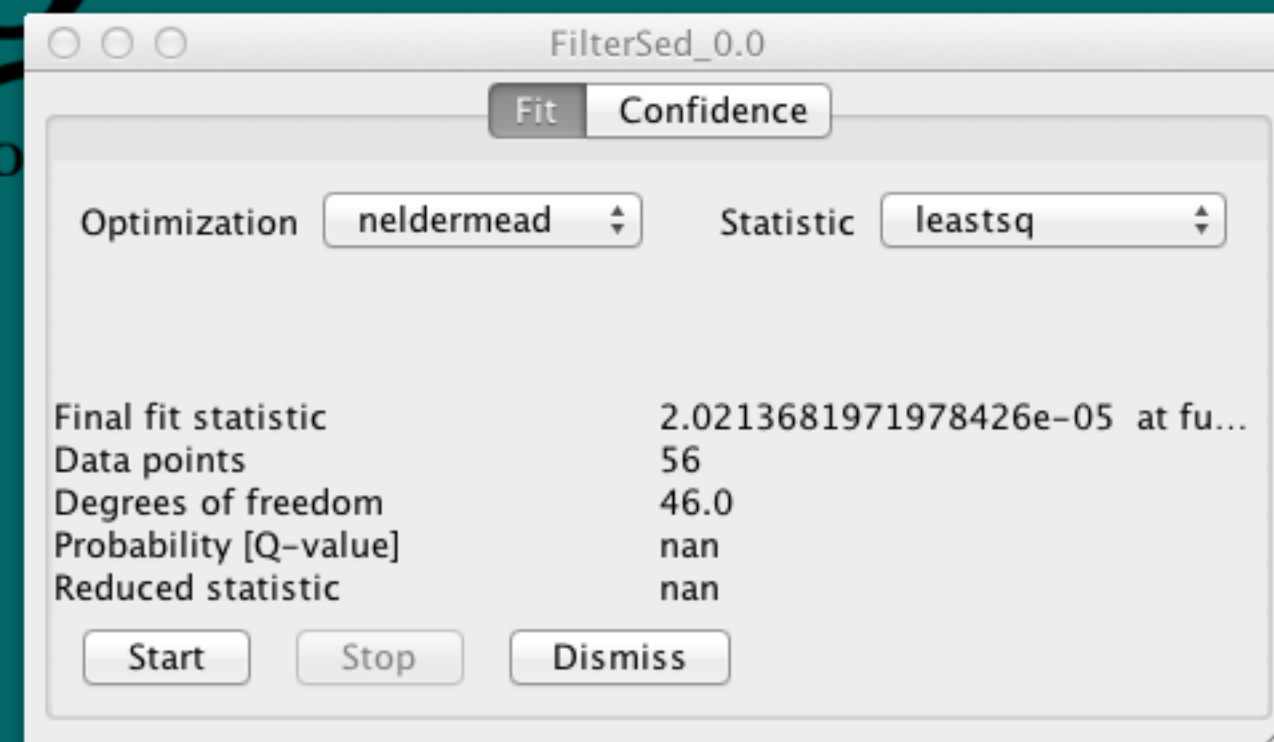 FilterSed_0.0
Fit Confidence
Optimization neldermead Statistic leastsq
Final fit statistic 2.0213681971978426e-05 at fu...
Data points 56
Degrees of freedom 46.0
Probability [Q-value] nan
Reduced statistic nan
Start Stop Dismiss